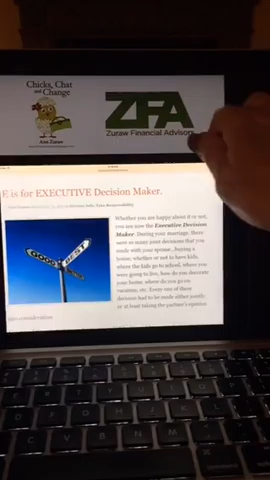 Chicks, Chat
and Change
Ann Zuraw
ZFA
Zuraw Financial Advisors
E is for EXECUTIVE Decision Maker.
Whether you are happy about it or not,
you are now the Executive Decision
Maker. During your marriage, there
were so many joint decisions that you
made with your spouse...buying a
home; whether or not to have kids,
where the kids go to school, where you
were going to live, how do you decorate
your home, where do you go on
vacation, etc. Every one of these
decisions had to be made either jointly
or at least taking the partner's opinion
into consideration.
GOOD
BEST